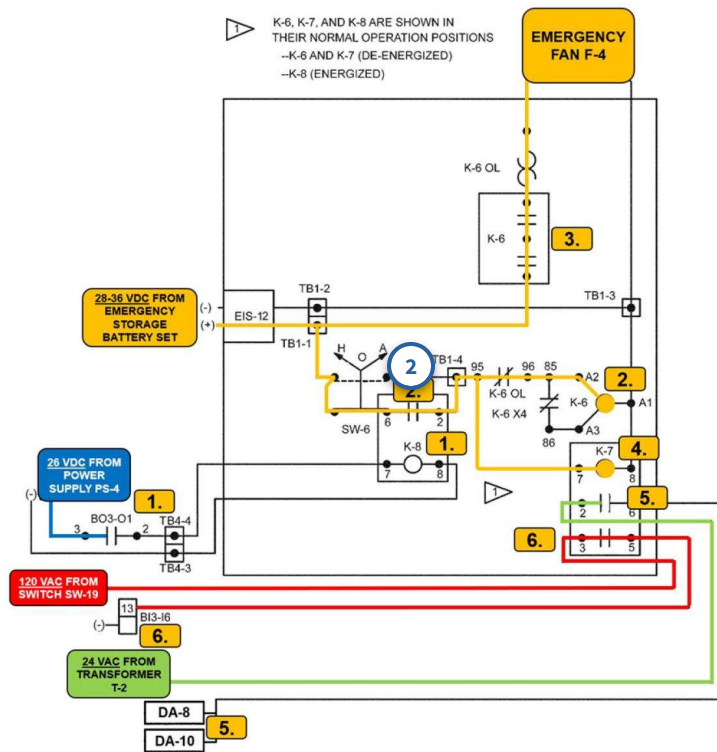 1
K-6, K-7, AND K-8 ARE SHOWN IN
THEIR NORMAL OPERATION POSITIONS
--K-6 AND K-7 (DE-ENERGIZED)
--K-8 (ENERGIZED)
EMERGENCY
FAN F-4
K-6 OL
K-6
3.
28-36 VDC FROM
EMERGENCY
STORAGE
BATTERY SET
(-)
(+)
EIS-12
TB1-2
TB1-1
TB1-3
H
O
A
2
2.
TB1-4
95
96
85
A2
2.
K-6 OL
K-6 X4
K-6
A1
86
A3
SW-6
6
2
K-8
1.
7
8
K-7
4.
7
8
1
2
6
5.
6.
3
5
26 VDC FROM
POWER
SUPPLY PS-4
(-)
1.
BO3-O1
3
2
TB4-4
TB4-3
120 VAC FROM
SWITCH SW-19
13
(-)
BI3-I6
6.
24 VAC FROM
TRANSFORMER
T-2
DA-8
5.
DA-10